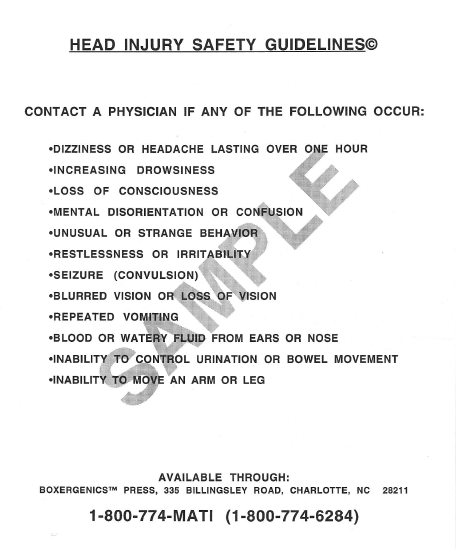 HEAD INJURY SAFETY GUIDELINES©
CONTACT A PHYSICIAN IF ANY OF THE FOLLOWING OCCUR:
•DIZZINESS OR HEADACHE LASTING OVER ONE HOUR
•INCREASING DROWSINESS
•LOSS OF CONSCIOUSNESS
•MENTAL DISORIENTATION OR CONFUSION
•UNUSUAL OR STRANGE BEHAVIOR
•RESTLESSNESS OR IRRITABILITY
•SEIZURE (CONVULSION)
•BLURRED VISION OR LOSS OF VISION
•REPEATED VOMITING
•BLOOD OR WATERY FLUID FROM EARS OR NOSE
•INABILITY TO CONTROL URINATION OR BOWEL MOVEMENT
•INABILITY TO MOVE AN ARM OR LEG
SAMPLE
AVAILABLE THROUGH:
BOXERGENICS™ PRESS, 335 BILLINGSLEY ROAD, CHARLOTTE, NC 28211
1-800-774-MATI (1-800-774-6284)